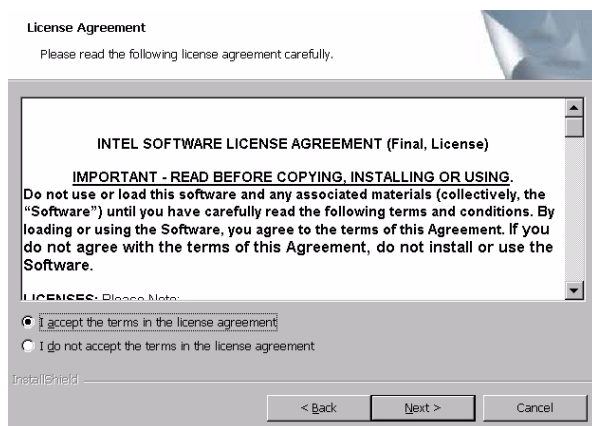 License Agreement
Please read the following license agreement carefully.
INTEL SOFTWARE LICENSE AGREEMENT (Final, License)
IMPORTANT - READ BEFORE COPYING, INSTALLING OR USING.
Do not use or load this software and any associated materials (collectively, the
“Software”) until you have carefully read the following terms and conditions. By
loading or using the Software, you agree to the terms of this Agreement. If you
do not agree with the terms of this Agreement, do not install or use the
Software.
LICENSES: Please Note:
I accept the terms in the license agreement
I do not accept the terms in the license agreement
InstallShield
< Back
Next >
Cancel